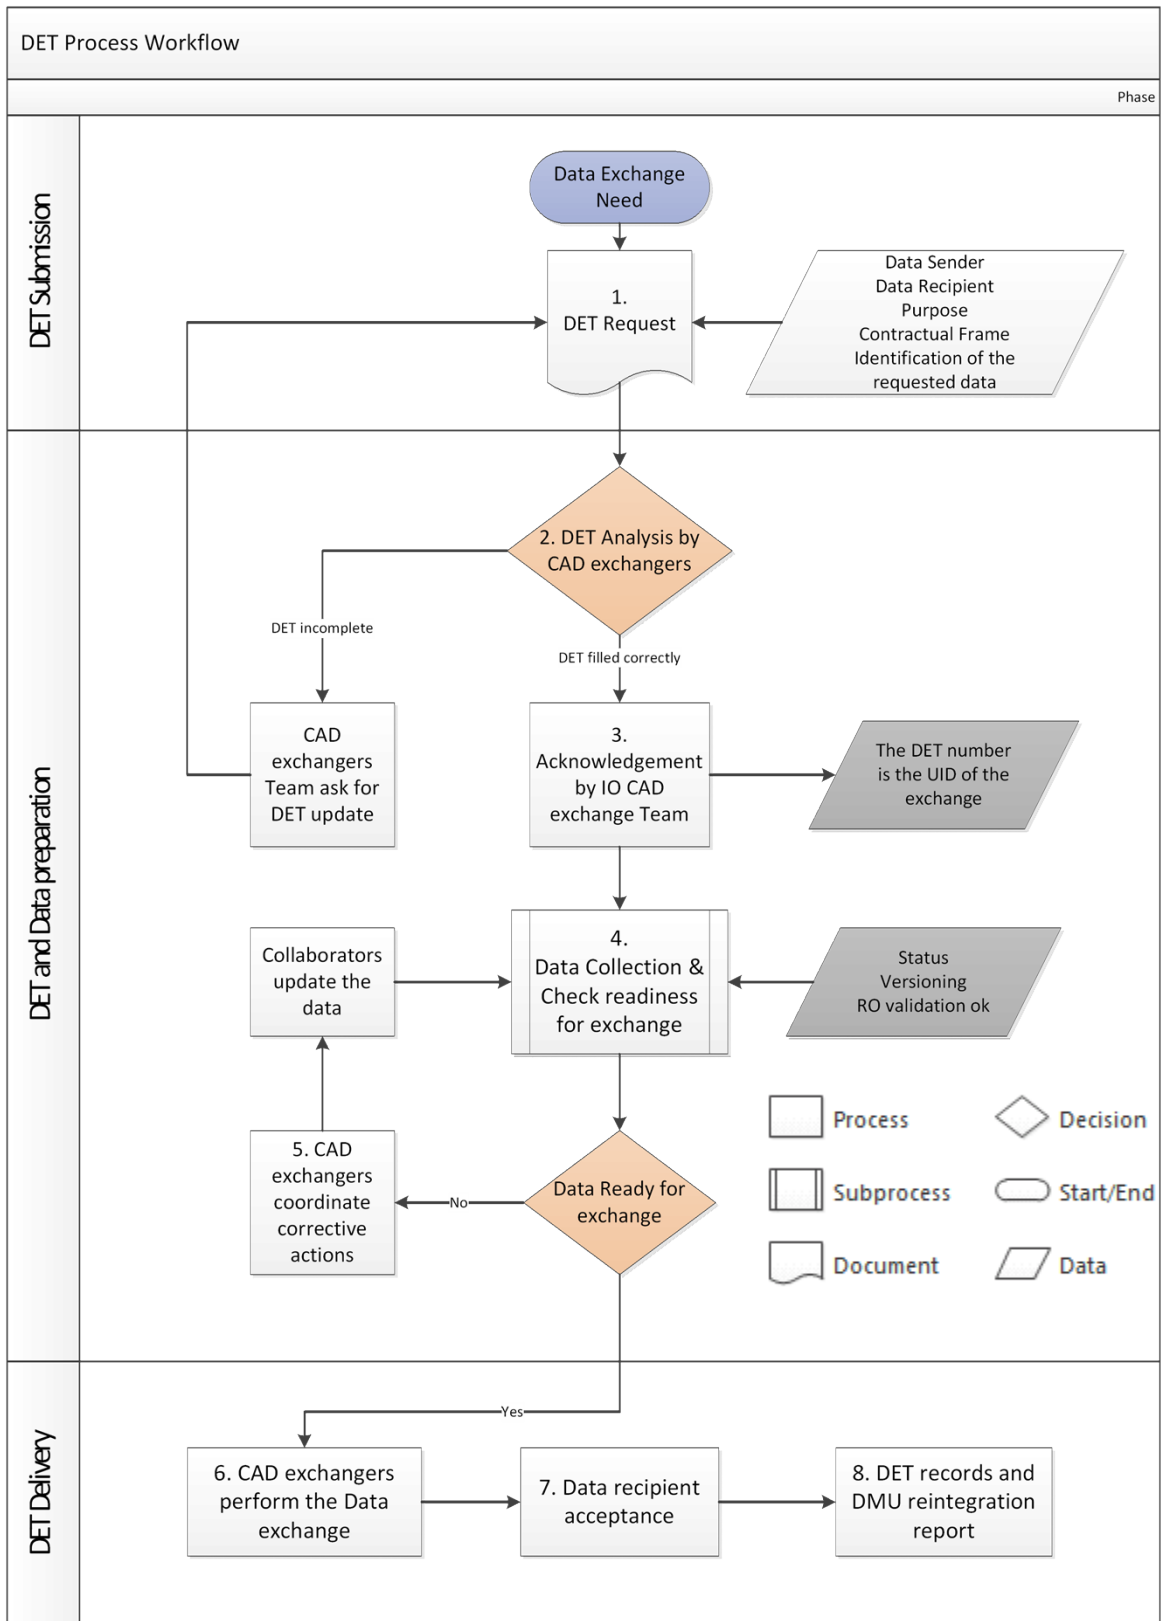 DET Process Workflow
Phase
DET Submission
Data Exchange
Need
1.
DET Request
Data Sender
Data Recipient
Purpose
Contractual Frame
Identification of the
requested data
DET and Data preparation
2. DET Analysis by
CAD exchangers
DET incomplete
DET filled correctly
CAD
exchangers
Team ask for
DET update
3.
Acknowledgement
by IO CAD
exchange Team
The DET number
is the UID of the
exchange
Collaborators
update the
data
4.
Data Collection &
Check readiness
for exchange
Status
Versioning
RO validation ok
5. CAD
exchangers
coordinate
corrective
actions
No
Data Ready for
exchange
Process
Decision
Subprocess
Start/End
Document
Data
DET Delivery
Yes
6. CAD exchangers
perform the Data
exchange
7. Data recipient
acceptance
8. DET records and
DMU reintegration
report